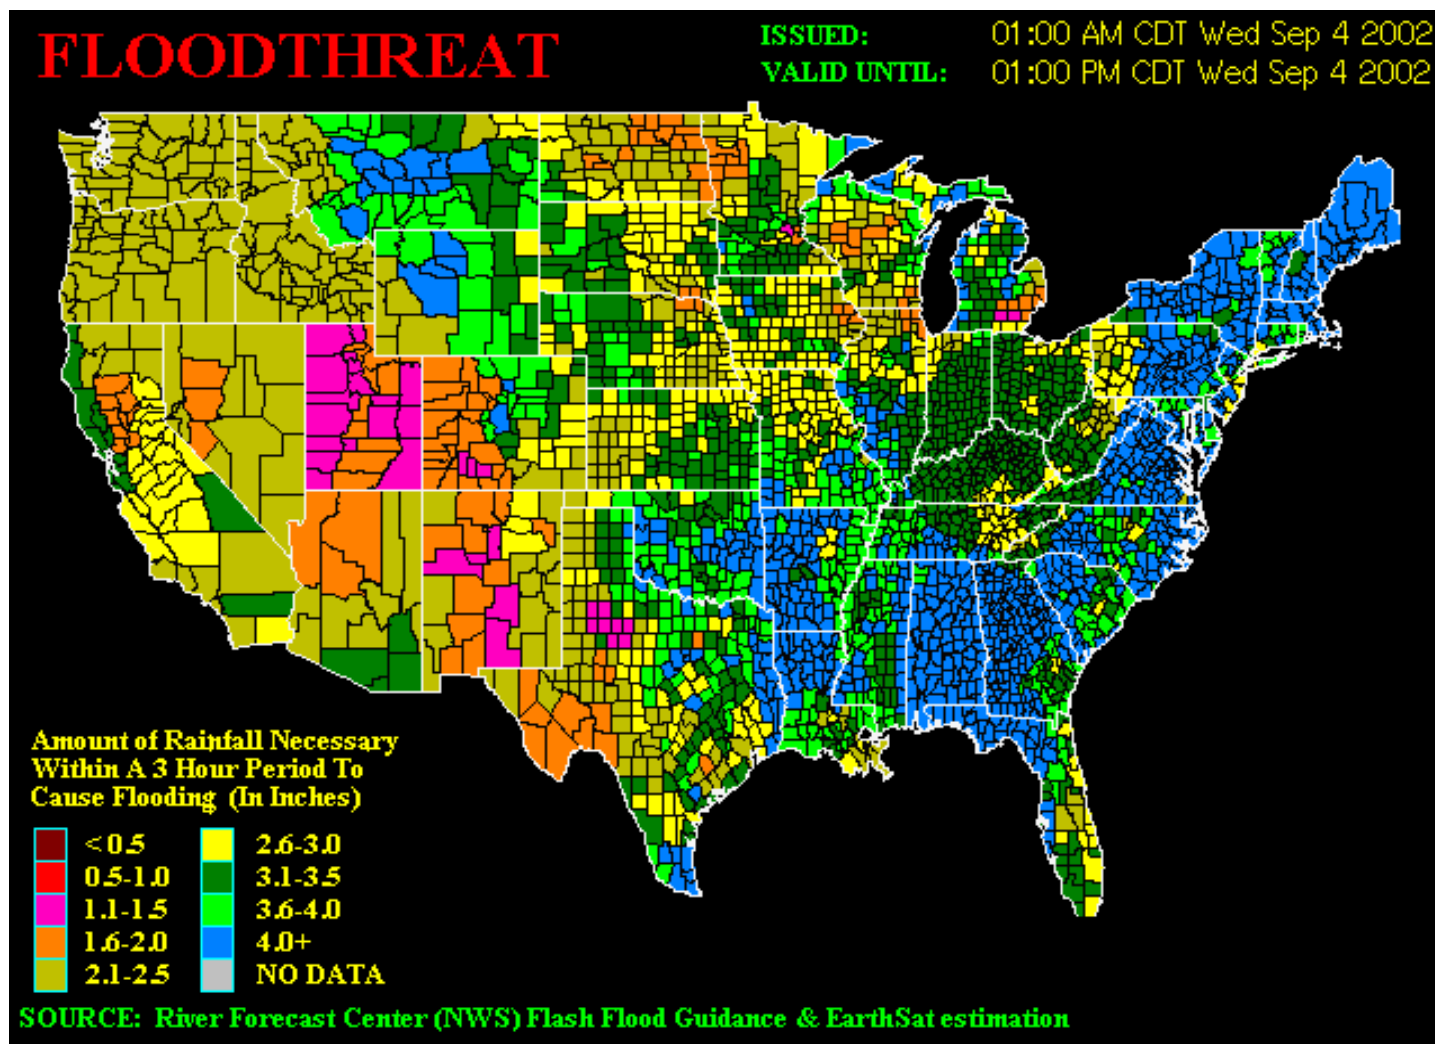 FLOODTHREAT
ISSUED: 01:00 AM CDT Wed Sep 4 2002
VALID UNTIL: 01:00 PM CDT Wed Sep 4 2002
Amount of Rainfall Necessary
Within A 3 Hour Period To
Cause Flooding (In Inches)
< 0.5
0.5-1.0
1.1-1.5
1.6-2.0
2.1-2.5
2.6-3.0
3.1-3.5
3.6-4.0
4.0+
NO DATA
SOURCE: River Forecast Center (NWS) Flash Flood Guidance & EarthSat estimation